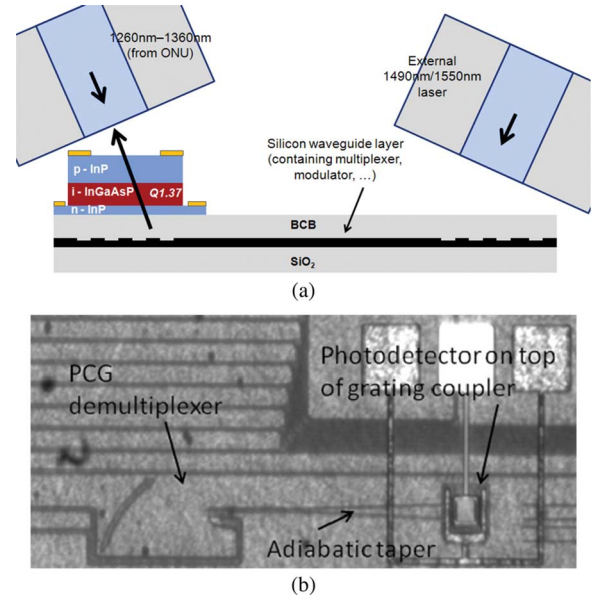 1260nm–1360nm
(from ONU)
External
1490nm/1550nm
laser
Silicon waveguide layer
(containing multiplexer,
modulator, …)
p - InP
i - InGaAsP Q1.37
n - InP
BCB
SiO₂
(a)
PCG
demultiplexer
Photodetector on top
of grating coupler
Adiabatic taper
(b)